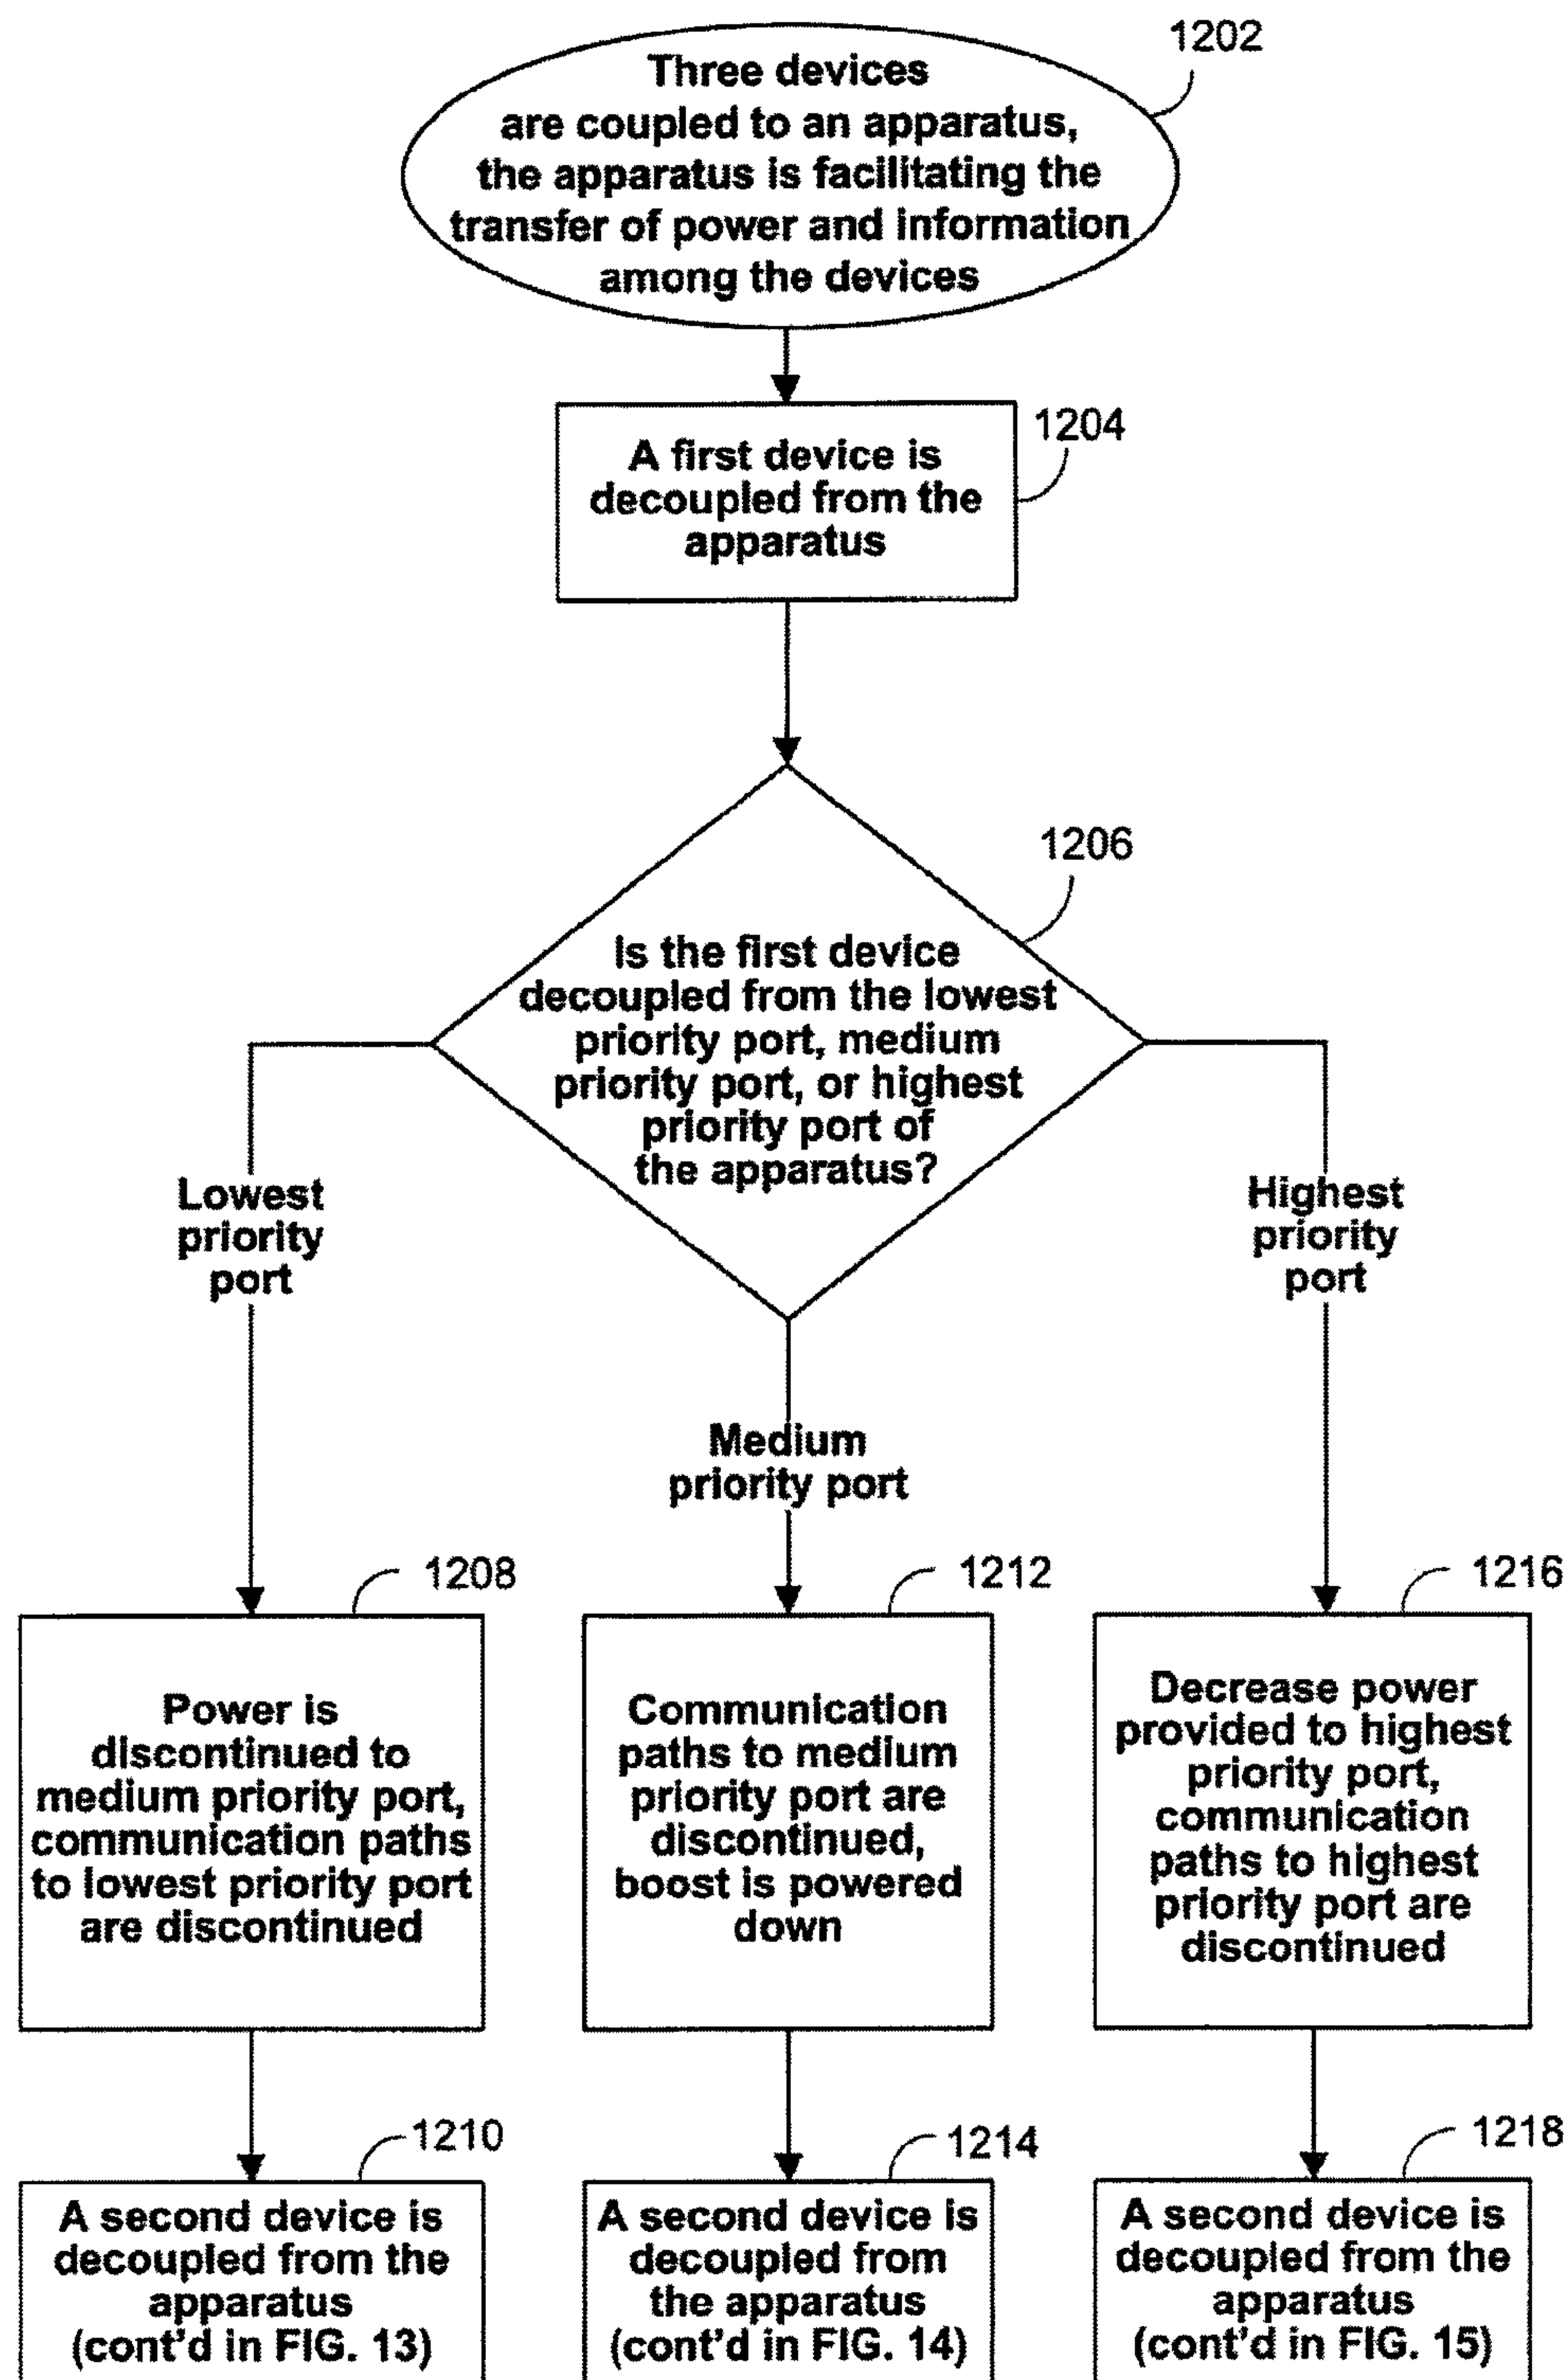 1202
Three devices
are coupled to an apparatus,
the apparatus is facilitating the
transfer of power and information
among the devices
1204
A first device is
decoupled from the
apparatus
1206
Is the first device
decoupled from the lowest
priority port, medium
priority port, or highest
priority port of
the apparatus?
Lowest
priority
port
Highest
priority
port
Medium
priority port
1208
Power is
discontinued to
medium priority port,
communication paths
to lowest priority port
are discontinued
1212
Communication
paths to medium
priority port are
discontinued,
boost is powered
down
1216
Decrease power
provided to highest
priority port,
communication
paths to highest
priority port are
discontinued
1210
A second device is
decoupled from the
apparatus
(cont'd in FIG. 13)
1214
A second device is
decoupled from
the apparatus
(cont'd in FIG. 14)
1218
A second device is
decoupled from the
apparatus
(cont'd in FIG. 15)